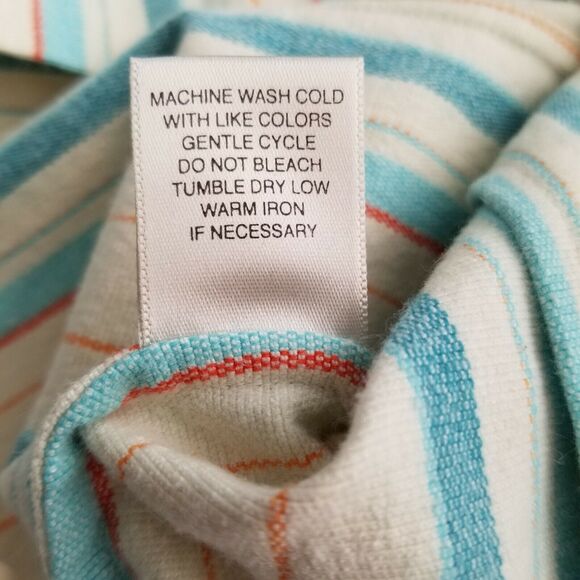 MACHINE WASH COLD
WITH LIKE COLORS
GENTLE CYCLE
DO NOT BLEACH
TUMBLE DRY LOW
WARM IRON
IF NECESSARY